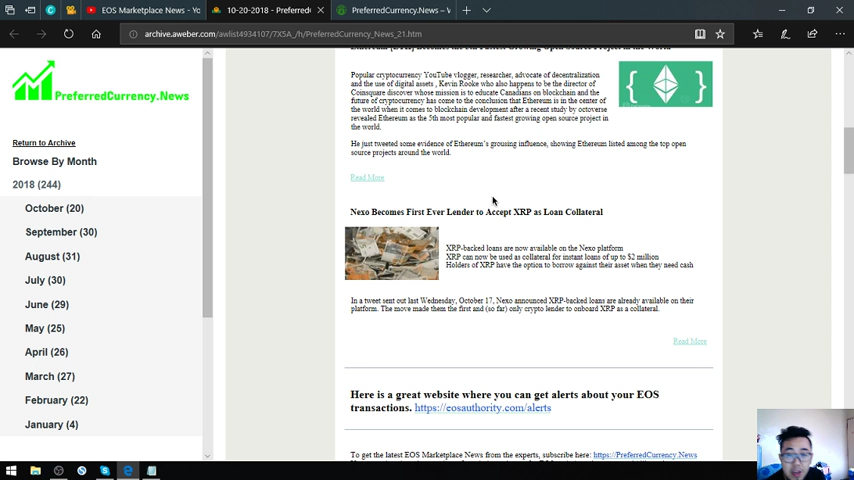 EOS Marketplace News - Yo
10-20-2018 - Preferred
PreferredCurrency.News – W
archive.aweber.com/awlist4934107/7X5A_/h/PreferredCurrency_News_21.htm
PreferredCurrency.News
Return to Archive
Browse By Month
2018 (244)
October (20)
September (30)
August (31)
July (30)
June (29)
May (25)
April (26)
March (27)
February (22)
January (4)
Popular cryptocurrency YouTube vlogger, researcher, advocate of decentralization
and the use of digital assets , Kevin Rooke who also happens to be the director of
Coinsquare discover whose mission is to educate Canadians on blockchain and the
future of cryptocurrency has come to the conclusion that Ethereum is in the center of
the world when it comes to blockchain development after a recent study by octoverse
revealed Ethereum as the 5th most popular and fastest growing open source project in
the world.
He just tweeted some evidence of Ethereum's grousing influence, showing Ethereum listed among the top open
source projects around the world.
Read More
Nexo Becomes First Ever Lender to Accept XRP as Loan Collateral
XRP-backed loans are now available on the Nexo platform
XRP can now be used as collateral for instant loans of up to $2 million
Holders of XRP have the option to borrow against their asset when they need cash
In a tweet sent out last Wednesday, October 17, Nexo announced XRP-backed loans are already available on their
platform. The move made them the first and (so far) only crypto lender to onboard XRP as a collateral.
Read More
Here is a great website where you can get alerts about your EOS
transactions. https://eosauthority.com/alerts
To get the latest EOS Marketplace News from the experts, subscribe here: https://PreferredCurrency.News